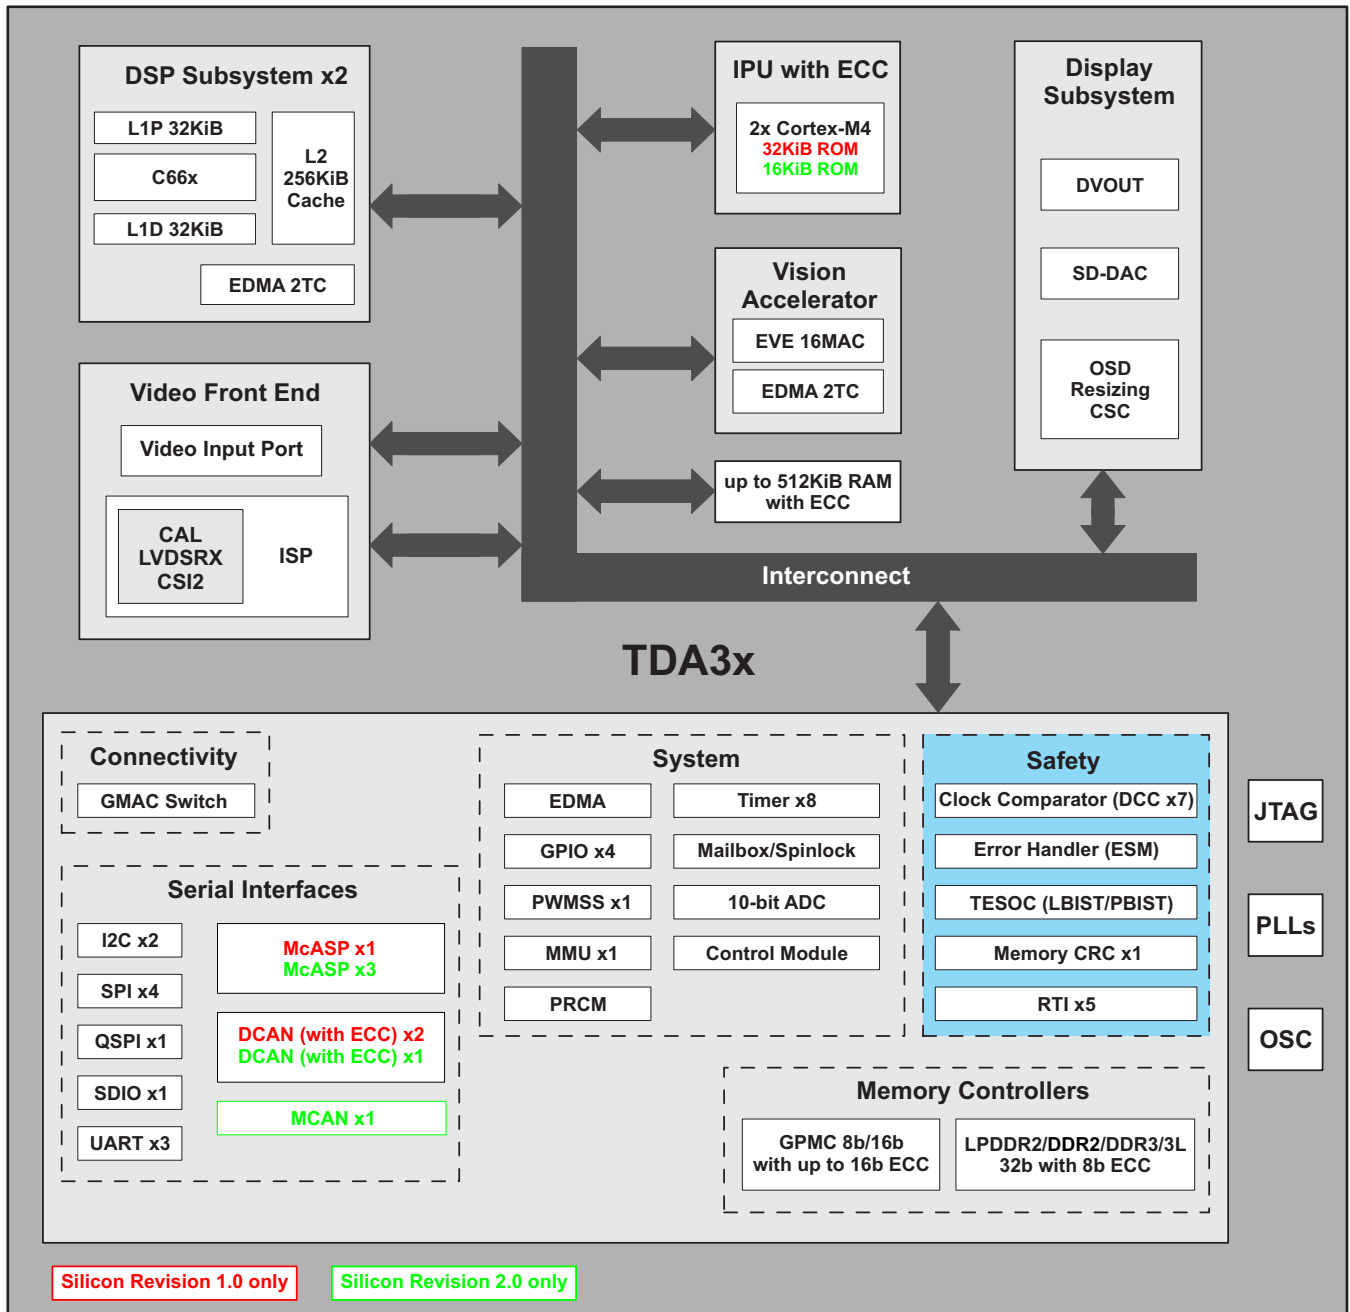 DSP Subsystem x2
L1P 32KiB
C66x
L1D 32KiB
L2
256KiB
Cache
EDMA 2TC
IPU with ECC
2x Cortex-M4
32KiB ROM
16KiB ROM
Display
Subsystem
DVOUT
SD-DAC
OSD
Resizing
CSC
Vision
Accelerator
EVE 16MAC
EDMA 2TC
Video Front End
Video Input Port
CAL
LVDSRX
CSI2
ISP
up to 512KiB RAM
with ECC
Interconnect
TDA3x
Connectivity
GMAC Switch
Serial Interfaces
I2C x2
SPI x4
QSPI x1
SDIO x1
UART x3
McASP x1
McASP x3
DCAN (with ECC) x2
DCAN (with ECC) x1
MCAN x1
System
EDMA
GPIO x4
PWMSS x1
MMU x1
PRCM
Timer x8
Mailbox/Spinlock
10-bit ADC
Control Module
Safety
Clock Comparator (DCC x7)
Error Handler (ESM)
TESOC (LBIST/PBIST)
Memory CRC x1
RTI x5
Memory Controllers
GPMC 8b/16b
with up to 16b ECC
LPDDR2/DDR2/DDR3/3L
32b with 8b ECC
JTAG
PLLs
OSC
Silicon Revision 1.0 only
Silicon Revision 2.0 only